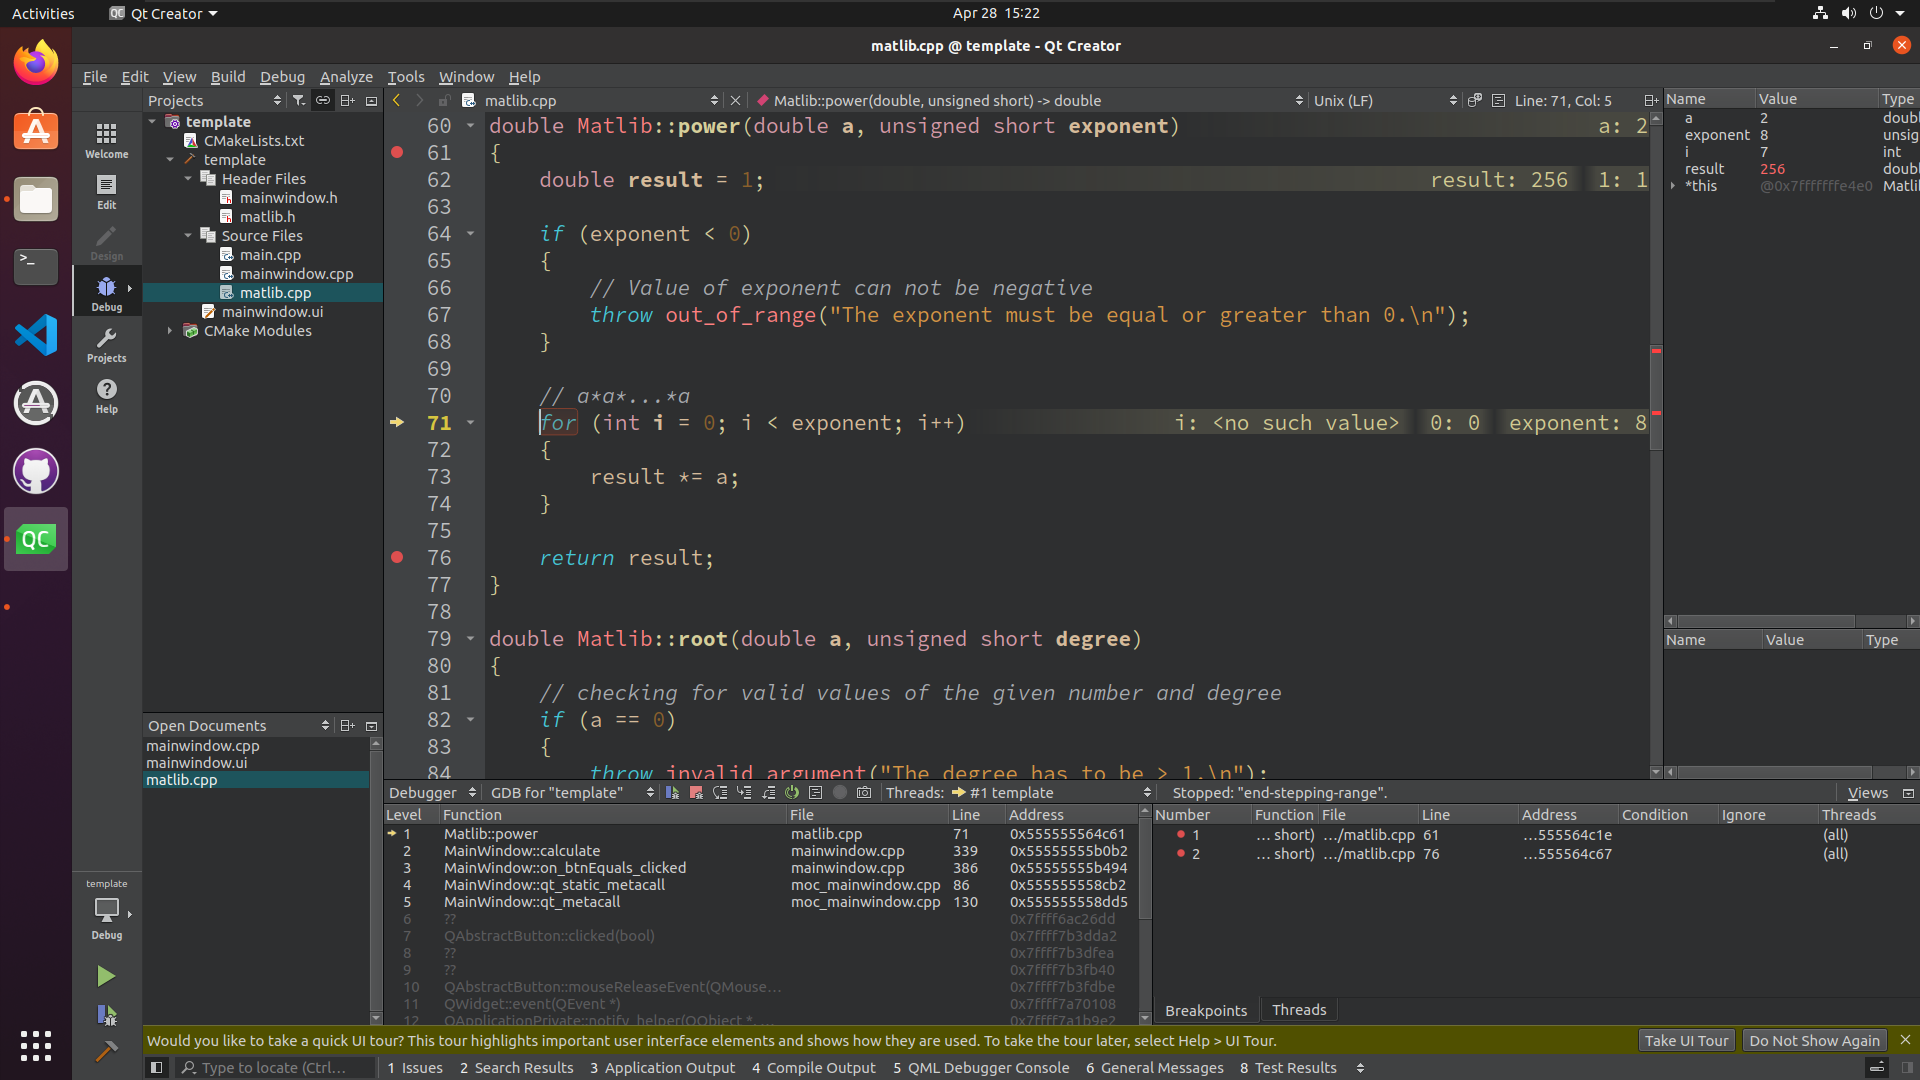 Activities
Qt Creator
Apr 28 15:22
matlib.cpp @ template - Qt Creator
File Edit View Build Debug Analyze Tools Window Help
Projects
matlib.cpp
Matlib::power(double, unsigned short) -> double
Unix (LF)
Line: 71, Col: 5
Welcome
Edit
Design
Debug
Projects
Help
template
CMakeLists.txt
template
Header Files
mainwindow.h
matlib.h
Source Files
main.cpp
mainwindow.cpp
matlib.cpp
mainwindow.ui
CMake Modules
60 double Matlib::power(double a, unsigned short exponent) a: 2
61 {
62 double result = 1; result: 256 1: 1
63
64 if (exponent < 0)
65 {
66 // Value of exponent can not be negative
67 throw out_of_range("The exponent must be equal or greater than 0.\n");
68 }
69
70 // a*a*...*a
71 for (int i = 0; i < exponent; i++) i: <no such value> 0: 0 exponent: 8
72 {
73 result *= a;
74 }
75
76 return result;
77 }
78
79 double Matlib::root(double a, unsigned short degree)
80 {
81 // checking for valid values of the given number and degree
82 if (a == 0)
83 {
84 throw invalid_argument("The degree has to be > 1.\n");
Name Value Type
a 2 doubl
exponent 8 unsig
i 7 int
result 256 doubl
*this @0x7fffffffe4e0 Matli
Name Value Type
Open Documents
mainwindow.cpp
mainwindow.ui
matlib.cpp
Debugger GDB for "template" Threads: #1 template Stopped: "end-stepping-range". Views
Level Function File Line Address
1 Matlib::power matlib.cpp 71 0x555555564c61
2 MainWindow::calculate mainwindow.cpp 339 0x55555555b0b2
3 MainWindow::on_btnEquals_clicked mainwindow.cpp 386 0x55555555b494
4 MainWindow::qt_static_metacall moc_mainwindow.cpp 86 0x555555558cb2
5 MainWindow::qt_metacall moc_mainwindow.cpp 130 0x555555558dd5
6 ?? 0x7ffff6ac26dd
7 QAbstractButton::clicked(bool) 0x7ffff7b3dda2
8 ?? 0x7ffff7b3dfea
9 ?? 0x7ffff7b3fb40
10 QAbstractButton::mouseReleaseEvent(QMouse... 0x7ffff7b3fdbe
11 QWidget::event(QEvent *) 0x7ffff7a70108
12 QApplicationPrivate::notify_helper(QObject *, ... 0x7ffff7a1b9e2
Number Function File Line Address Condition Ignore Threads
1 ... short) .../matlib.cpp 61 ...555564c1e (all)
2 ... short) .../matlib.cpp 76 ...555564c67 (all)
Breakpoints Threads
template
Debug
Would you like to take a quick UI tour? This tour highlights important user interface elements and shows how they are used. To take the tour later, select Help > UI Tour.
Take UI Tour
Do Not Show Again
Type to locate (Ctrl...
1 Issues 2 Search Results 3 Application Output 4 Compile Output 5 QML Debugger Console 6 General Messages 8 Test Results
QC